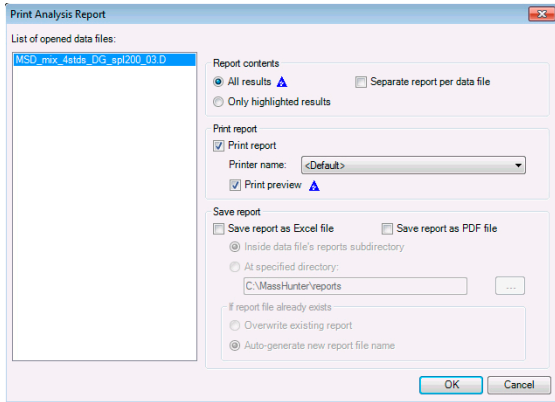 Print Analysis Report
List of opened data files:
MSD_mix_4stds_DG_spl200_03.D
Report contents
All results
Separate report per data file
Only highlighted results
Print report
Print report
Printer name: <Default>
Print preview
Save report
Save report as Excel file
Save report as PDF file
Inside data file's reports subdirectory
At specified directory:
C:\MassHunter\reports ...
If report file already exists
Overwrite existing report
Auto-generate new report file name
OK Cancel